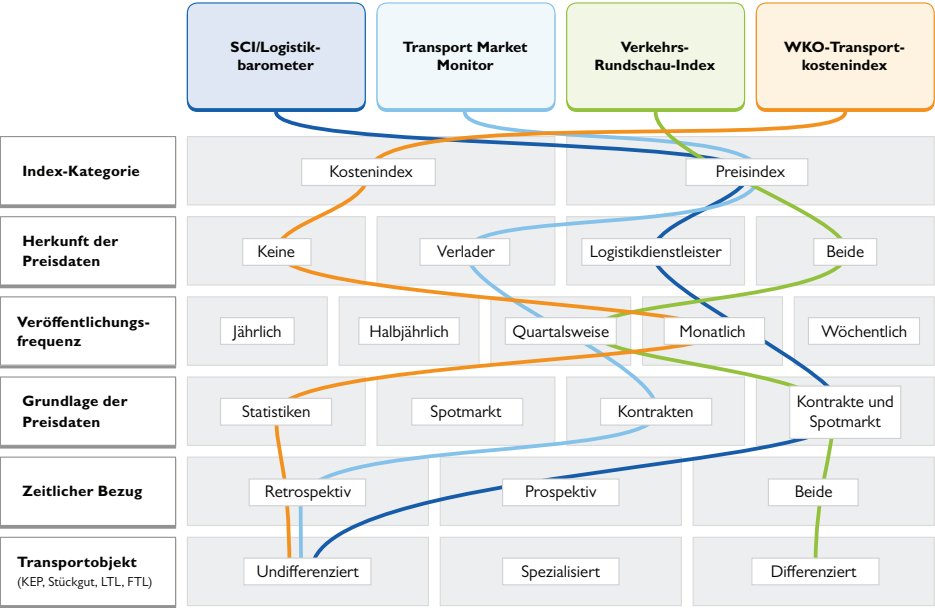 SCI/Logistik-
barometer
Transport Market
Monitor
Verkehrs-
Rundschau-Index
WKO-Transport-
kostenindex
Index-Kategorie
Kostenindex
Preisindex
Herkunft der
Preisdaten
Keine
Verlader
Logistikdienstleister
Beide
Veröffentlichungs-
frequenz
Jährlich
Halbjährlich
Quartalsweise
Monatlich
Wöchentlich
Grundlage der
Preisdaten
Statistiken
Spotmarkt
Kontrakten
Kontrakte und
Spotmarkt
Zeitlicher Bezug
Retrospektiv
Prospektiv
Beide
Transportobjekt
(KEP, Stückgut, LTL, FTL)
Undifferenziert
Spezialisiert
Differenziert